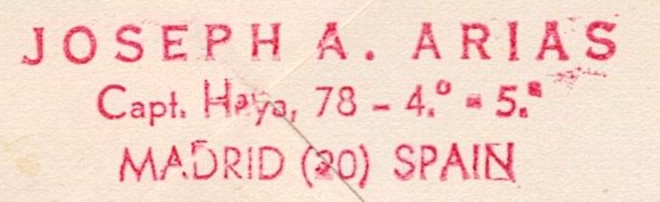 JOSEPH A. ARIAS
Capt. Haya, 78 - 4.º - 5.ª
MADRID (20) SPAIN